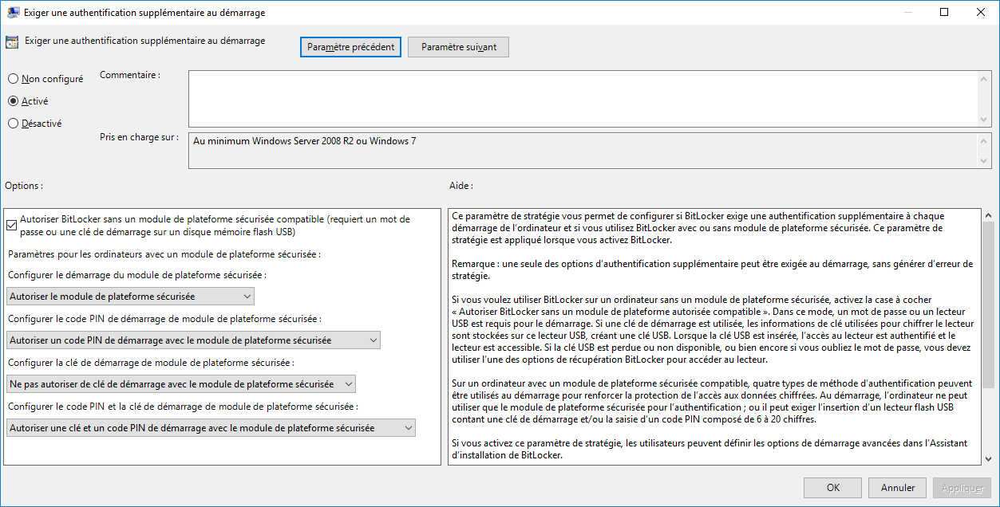 Exiger une authentification supplémentaire au démarrage
Exiger une authentification supplémentaire au démarrage
Paramètre précédent
Paramètre suivant
Non configuré
Commentaire :
Activé
Désactivé
Pris en charge sur :
Au minimum Windows Server 2008 R2 ou Windows 7
Options :
Aide :
Autoriser BitLocker sans un module de plateforme sécurisée compatible (requiert un mot de
passe ou une clé de démarrage sur un disque mémoire flash USB)
Paramètres pour les ordinateurs avec un module de plateforme sécurisée :
Configurer le démarrage du module de plateforme sécurisée :
Autoriser le module de plateforme sécurisée
Configurer le code PIN de démarrage de module de plateforme sécurisée :
Autoriser un code PIN de démarrage avec le module de plateforme sécurisée
Configurer la clé de démarrage de module de plateforme sécurisée :
Ne pas autoriser de clé de démarrage avec le module de plateforme sécurisée
Configurer le code PIN et la clé de démarrage de module de plateforme sécurisée :
Autoriser une clé et un code PIN de démarrage avec le module de plateforme sécurisée
Ce paramètre de stratégie vous permet de configurer si BitLocker exige une authentification supplémentaire à chaque
démarrage de l'ordinateur et si vous utilisez BitLocker avec ou sans module de plateforme sécurisée. Ce paramètre de
stratégie est appliqué lorsque vous activez BitLocker.
Remarque : une seule des options d'authentification supplémentaire peut être exigée au démarrage, sans générer d'erreur de
stratégie.
Si vous voulez utiliser BitLocker sur un ordinateur sans un module de plateforme sécurisée, activez la case à cocher
« Autoriser BitLocker sans un module de plateforme autorisée compatible ». Dans ce mode, un mot de passe ou un lecteur
USB est requis pour le démarrage. Si une clé de démarrage est utilisée, les informations de clé utilisées pour chiffrer le lecteur
sont stockées sur ce lecteur USB, créant une clé USB. Lorsque la clé USB est insérée, l'accès au lecteur est authentifié et le
lecteur est accessible. Si la clé USB est perdue ou non disponible, ou bien encore si vous oubliez le mot de passe, vous devez
utiliser l'une des options de récupération BitLocker pour accéder au lecteur.
Sur un ordinateur avec un module de plateforme sécurisée compatible, quatre types de méthode d'authentification peuvent
être utilisés au démarrage pour renforcer la protection de l'accès aux données chiffrées. Au démarrage, l'ordinateur ne peut
utiliser que le module de plateforme sécurisée pour l'authentification ; ou il peut exiger l'insertion d'un lecteur flash USB
contant une clé de démarrage et/ou la saisie d'un code PIN composé de 6 à 20 chiffres.
Si vous activez ce paramètre de stratégie, les utilisateurs peuvent définir les options de démarrage avancées dans l'Assistant
d'installation de BitLocker.
OK
Annuler
Appliquer